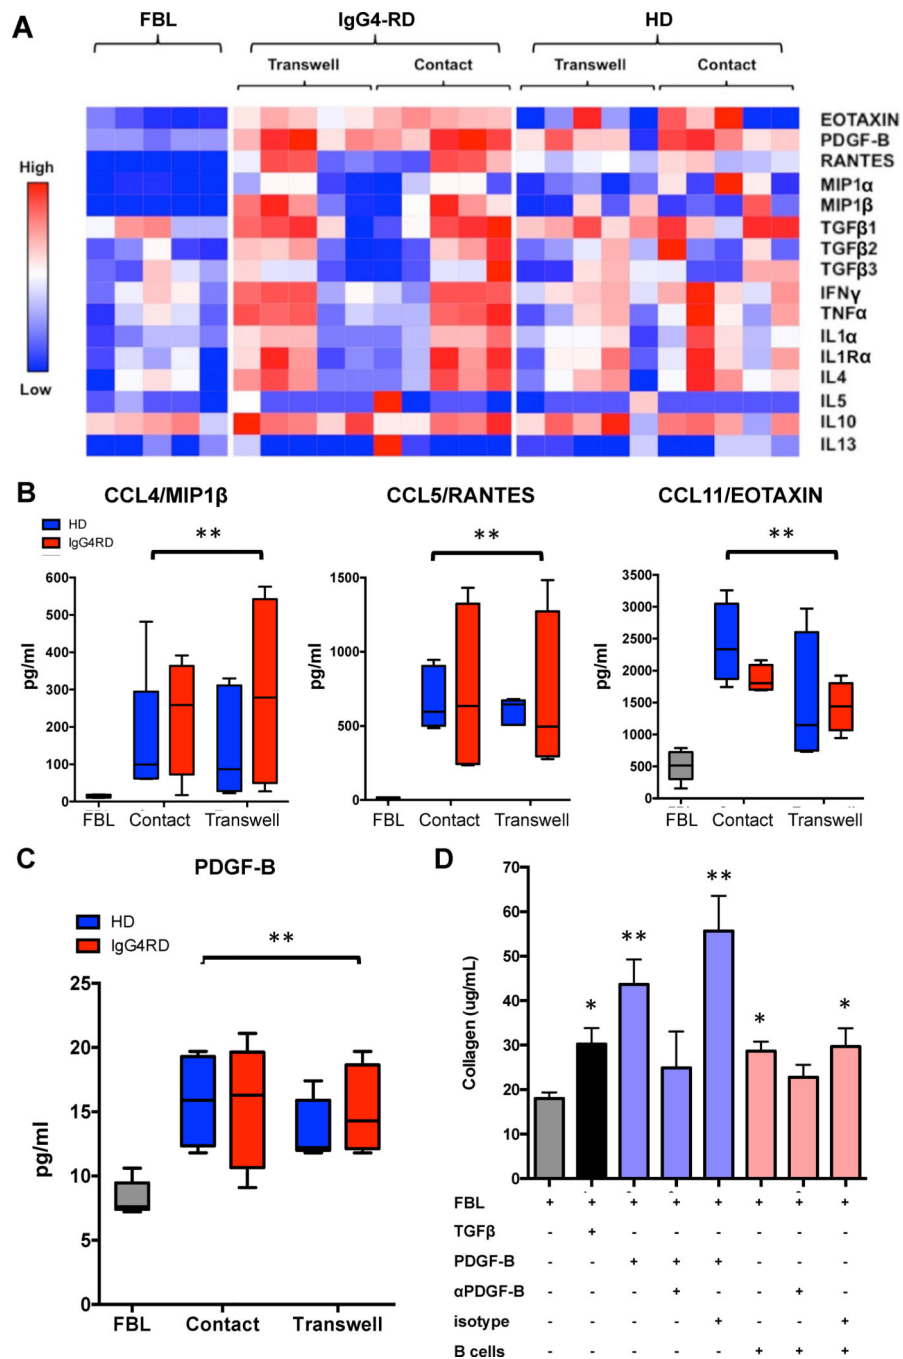 A
FBL IgG4-RD HD
Transwell Contact Transwell Contact
High
Low
EOTAXIN
PDGF-B
RANTES
MIP1α
MIP1β
TGFβ1
TGFβ2
TGFβ3
IFNγ
TNFα
IL1α
IL1Rα
IL4
IL5
IL10
IL13
B
CCL4/MIP1β CCL5/RANTES CCL11/EOTAXIN
HD
IgG4RD
** ** **
pg/ml
600
500
400
300
200
100
0
FBL Contact Transwell
pg/ml
1500
1000
500
0
FBL Contact Transwell
pg/ml
3500
3000
2500
2000
1500
1000
500
0
FBL Contact Transwell
C
PDGF-B
HD
IgG4RD
**
pg/ml
25
20
15
10
5
0
FBL Contact Transwell
D
Collagen (ug/mL)
70
60
50
40
30
20
10
0
* ** ** * *
FBL + + + + + + + +
TGFβ - + - - - - - -
PDGF-B - - + + + - - -
αPDGF-B - - - + - - + -
isotype - - - - + - - +
B cells - - - - - + + +